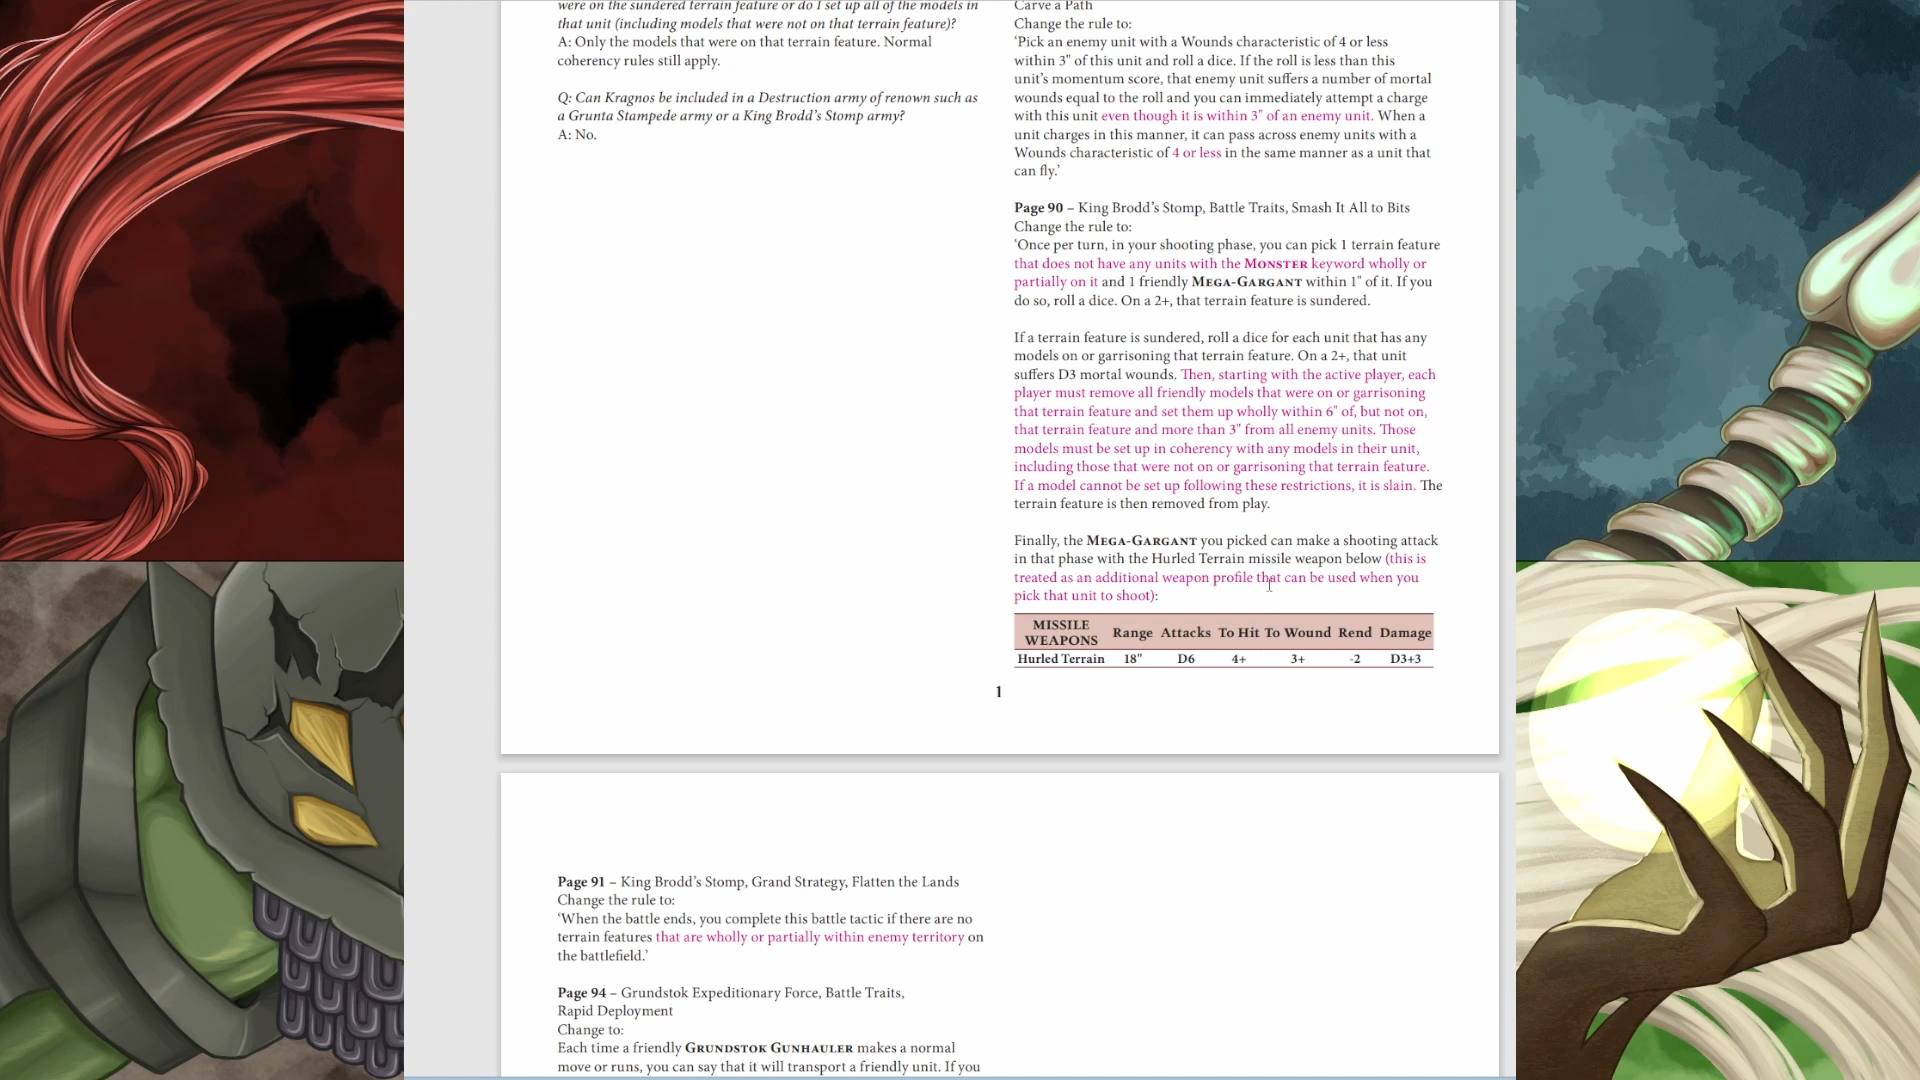 were on the sundered terrain feature or do I set up all of the models in
that unit (including models that were not on that terrain feature)?
A: Only the models that were on that terrain feature. Normal
coherency rules still apply.
Q: Can Kragnos be included in a Destruction army of renown such as
a Grunta Stampede army or a King Brodd’s Stomp army?
A: No.
Carve a Path
Change the rule to:
‘Pick an enemy unit with a Wounds characteristic of 4 or less
within 3" of this unit and roll a dice. If the roll is less than this
unit’s momentum score, that enemy unit suffers a number of mortal
wounds equal to the roll and you can immediately attempt a charge
with this unit even though it is within 3" of an enemy unit. When a
unit charges in this manner, it can pass across enemy units with a
Wounds characteristic of 4 or less in the same manner as a unit that
can fly.’
Page 90 – King Brodd’s Stomp, Battle Traits, Smash It All to Bits
Change the rule to:
‘Once per turn, in your shooting phase, you can pick 1 terrain feature
that does not have any units with the MONSTER keyword wholly or
partially on it and 1 friendly MEGA-GARGANT within 1" of it. If you
do so, roll a dice. On a 2+, that terrain feature is sundered.
If a terrain feature is sundered, roll a dice for each unit that has any
models on or garrisoning that terrain feature. On a 2+, that unit
suffers D3 mortal wounds. Then, starting with the active player, each
player must remove all friendly models that were on or garrisoning
that terrain feature and set them up wholly within 6" of, but not on,
that terrain feature and more than 3" from all enemy units. Those
models must be set up in coherency with any models in their unit,
including those that were not on or garrisoning that terrain feature.
If a model cannot be set up following these restrictions, it is slain. The
terrain feature is then removed from play.
Finally, the MEGA-GARGANT you picked can make a shooting attack
in that phase with the Hurled Terrain missile weapon below (this is
treated as an additional weapon profile that can be used when you
pick that unit to shoot):
MISSILE WEAPONS Range Attacks To Hit To Wound Rend Damage
Hurled Terrain 18" D6 4+ 3+ -2 D3+3
1
Page 91 – King Brodd’s Stomp, Grand Strategy, Flatten the Lands
Change the rule to:
‘When the battle ends, you complete this battle tactic if there are no
terrain features that are wholly or partially within enemy territory on
the battlefield.’
Page 94 – Grundstok Expeditionary Force, Battle Traits,
Rapid Deployment
Change to:
Each time a friendly GRUNDSTOK GUNHAULER makes a normal
move or runs, you can say that it will transport a friendly unit. If you